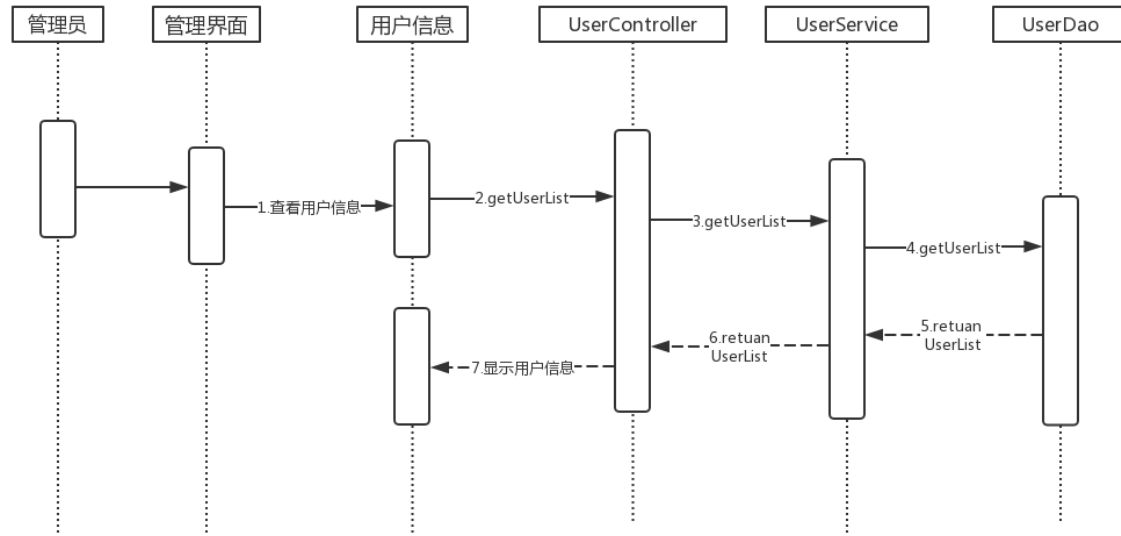 管理员
管理界面
用户信息
UserController
UserService
UserDao
1.查看用户信息
2.getUserList
3.getUserList
4.getUserList
5.retuan
UserList
6.retuan
UserList
7.显示用户信息